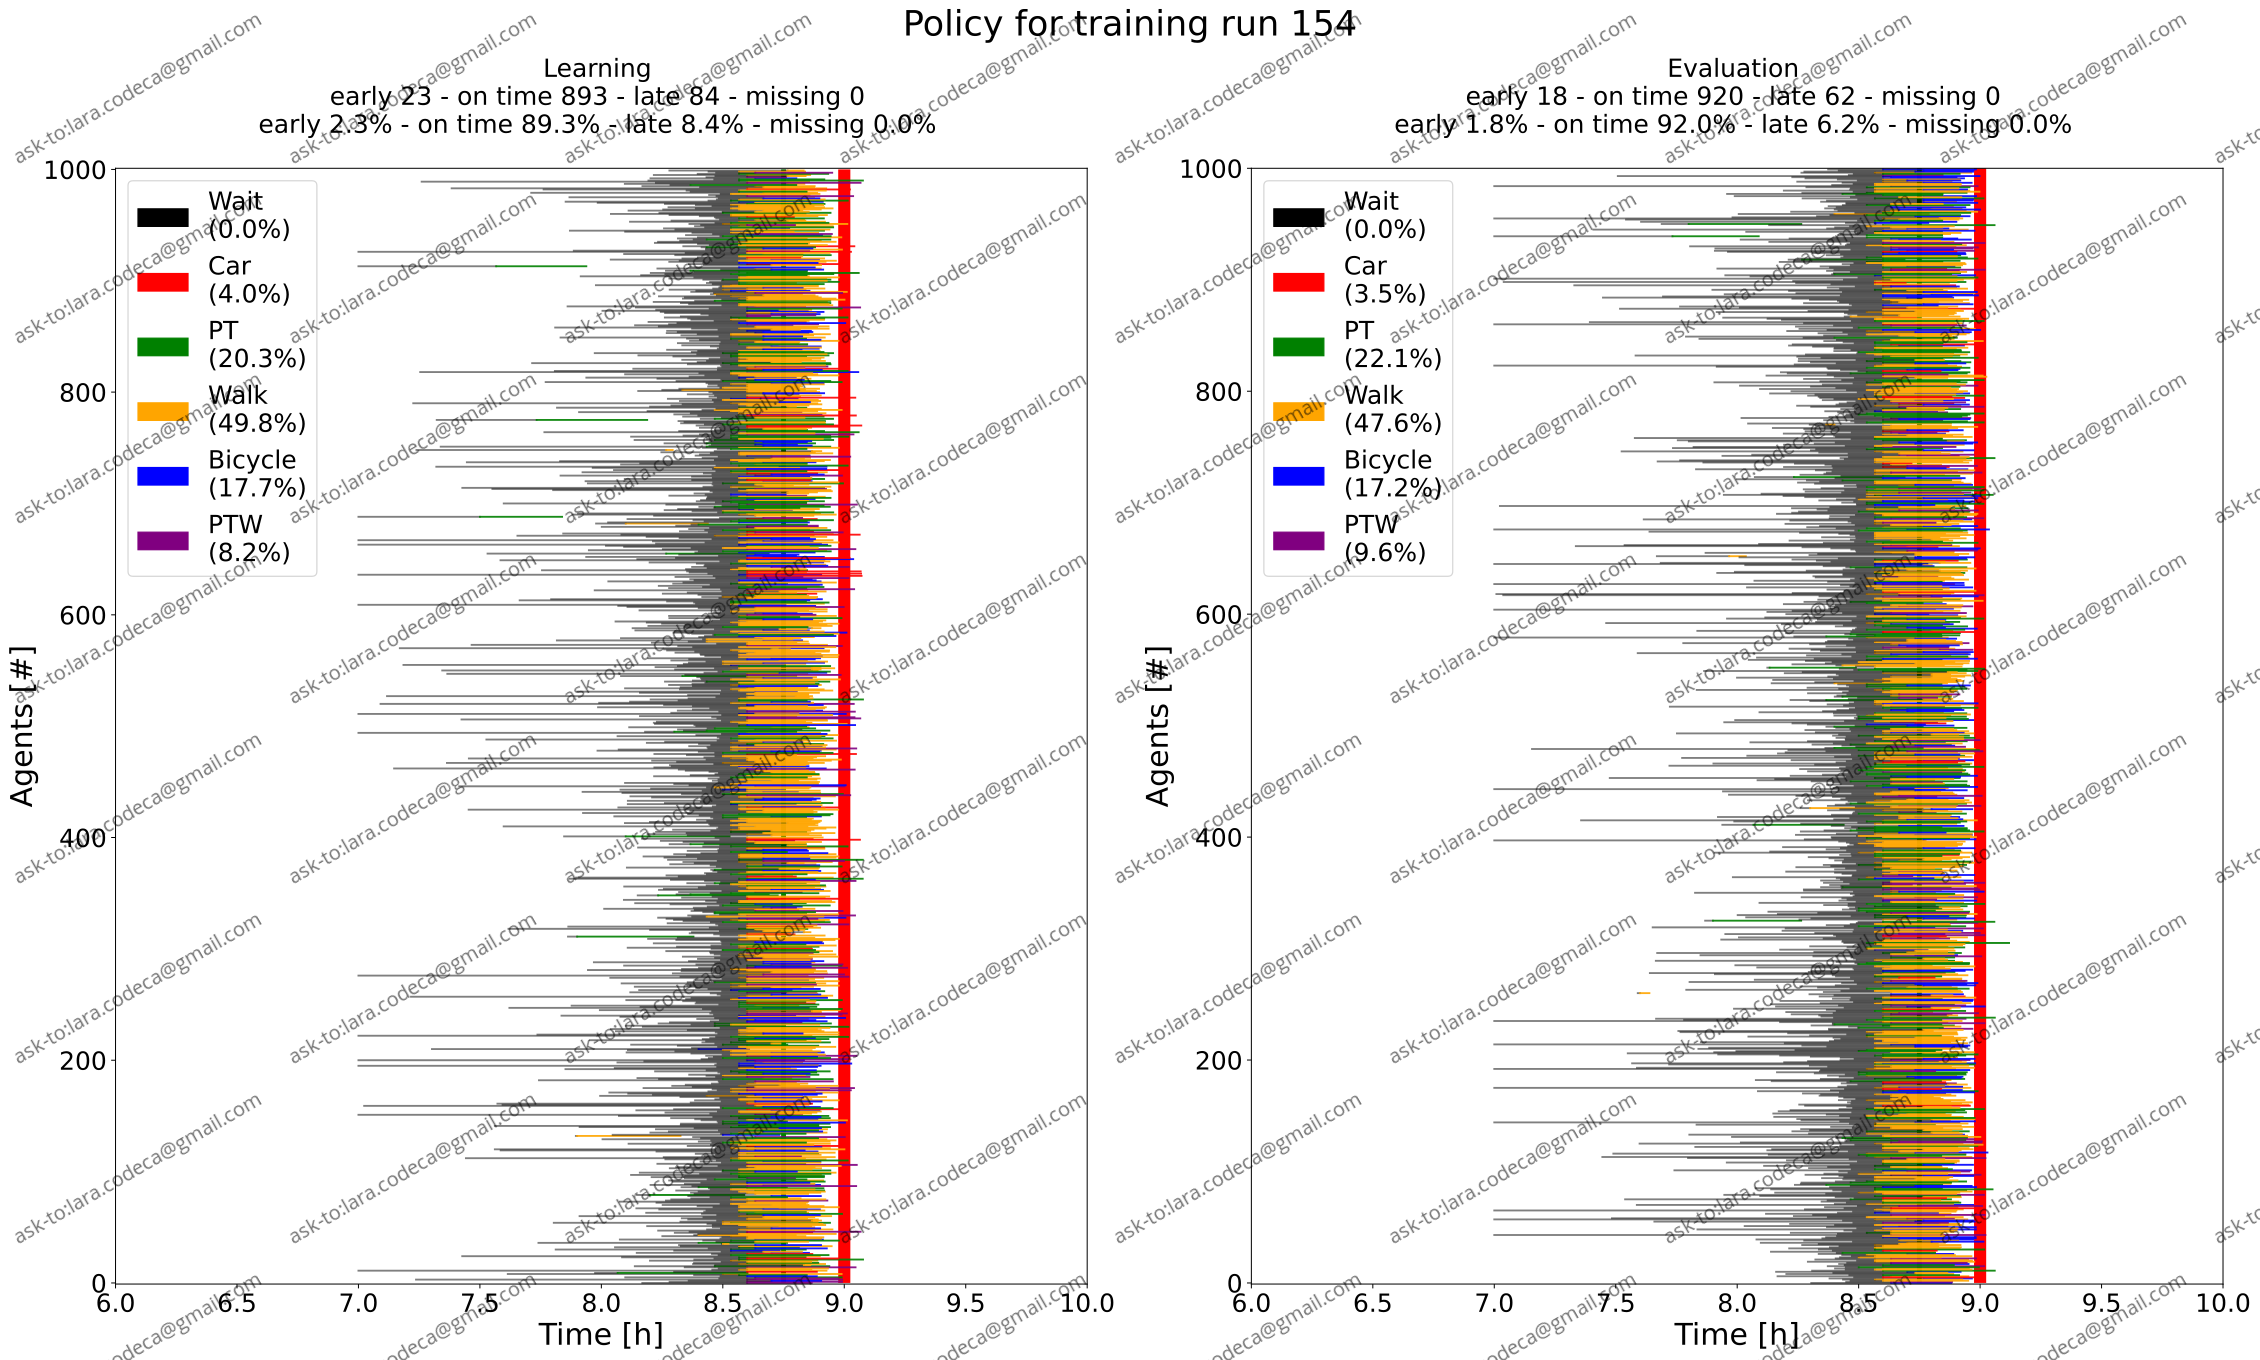 Policy for training run 154
Learning
early 23 - on time 893 - late 84 - missing 0
early 2.3% - on time 89.3% - late 8.4% - missing 0.0%
1000
800
600
400
200
0
Agents [#]
Wait
(0.0%)
Car
(4.0%)
PT
(20.3%)
Walk
(49.8%)
Bicycle
(17.7%)
PTW
(8.2%)
6.0 6.5 7.0 7.5 8.0 8.5 9.0 9.5 10.0
Time [h]
Evaluation
early 18 - on time 920 - late 62 - missing 0
early 1.8% - on time 92.0% - late 6.2% - missing 0.0%
1000
800
600
400
200
0
Agents [#]
Wait
(0.0%)
Car
(3.5%)
PT
(22.1%)
Walk
(47.6%)
Bicycle
(17.2%)
PTW
(9.6%)
6.0 6.5 7.0 7.5 8.0 8.5 9.0 9.5 10.0
Time [h]
ask-to:lara.codeca@gmail.com